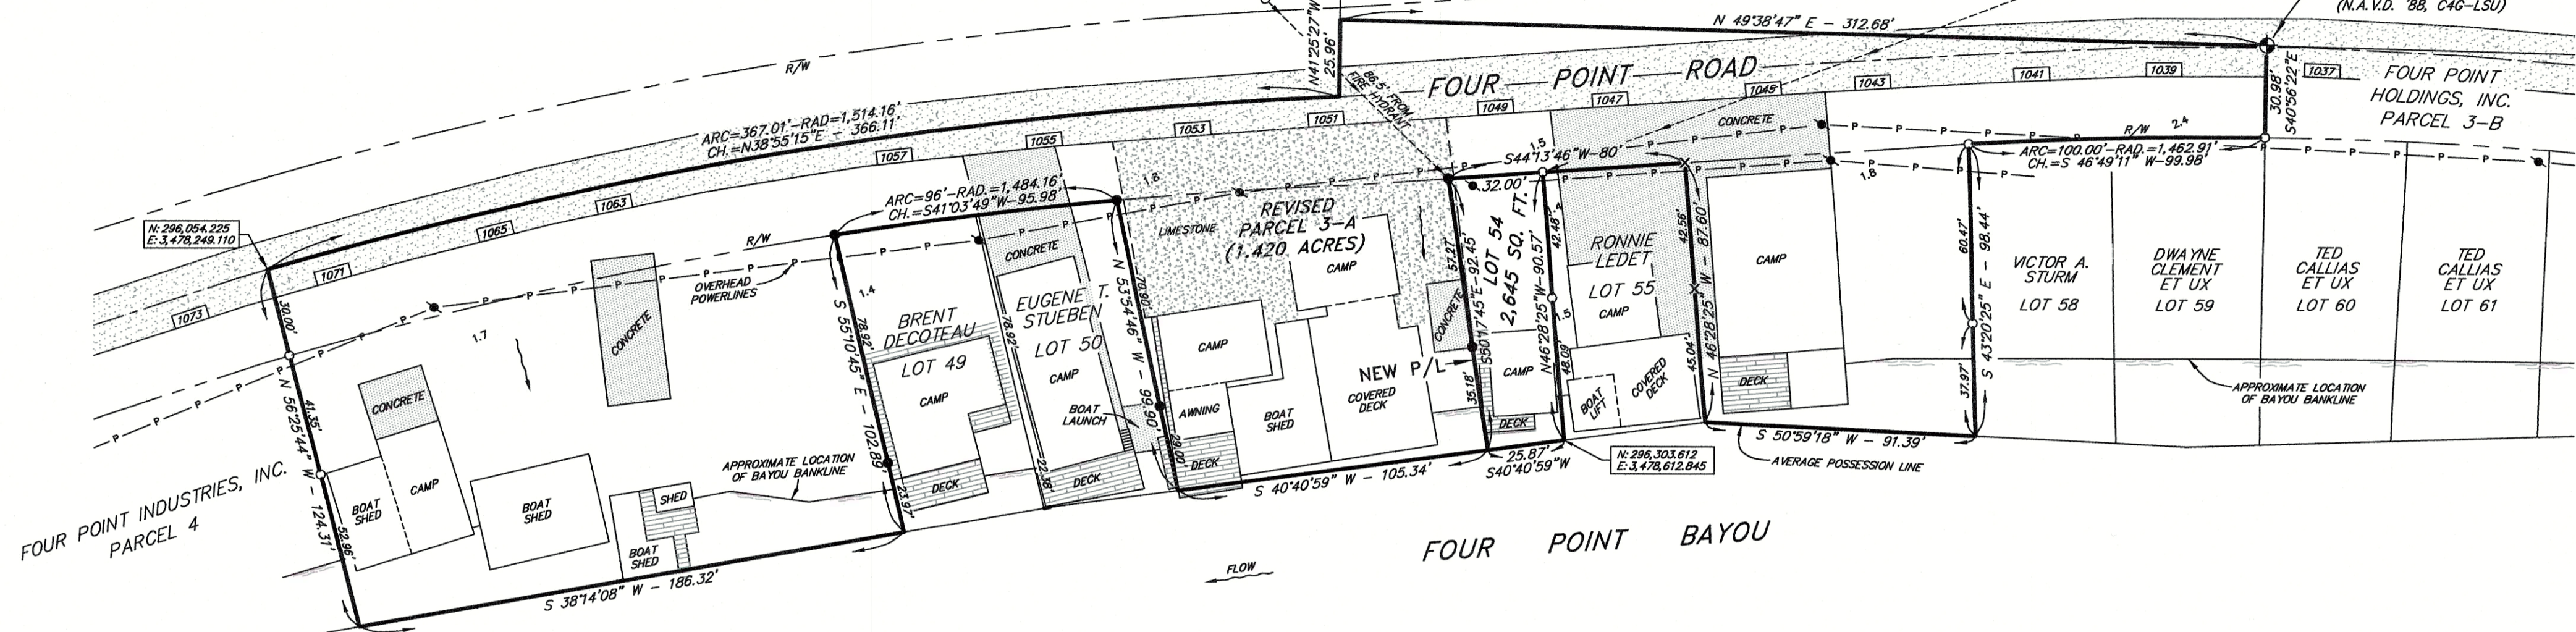 (N.A.V.D. '88, C4G-LSU)
N 49°38'47" E - 312.68'
N41°25'27"W
25.96'
R/W
FOUR POINT ROAD
86.5' FROM
FIRE HYDRANT
30.98'
S40°56'22"E
1037
1039
1041
1043
1045
1047
1049
1051
1053
1055
1057
1063
1065
1071
1073
FOUR POINT
HOLDINGS, INC.
PARCEL 3-B
ARC=367.01'-RAD=1,514.16'
CH.=N38°55'15"E - 366.11'
N: 296,054.225
E: 3,478,249.110
ARC=96'-RAD.=1,484.16'
CH.=S41°03'49"W-95.98'
R/W
OVERHEAD
POWERLINES
S44°13'46"W-80'
32.00'
1.5
CONCRETE
R/W
2.4
ARC=100.00'-RAD.=1,462.91'
CH.=S 46°49'11" W-99.98'
1.8
1.8
1.7
1.4
1.5
30.00'
41.35'
N 56°25'44" W - 124.31'
52.96'
CONCRETE
CONCRETE
BOAT
SHED
CAMP
BOAT
SHED
SHED
BOAT
SHED
APPROXIMATE LOCATION
OF BAYOU BANKLINE
FOUR POINT INDUSTRIES, INC.
PARCEL 4
S 38°14'08" W - 186.32'
78.92'
S 55°10'45" E - 102.89'
23.97'
BRENT
DECOTEAU
LOT 49
CAMP
DECK
78.92'
22.58'
CONCRETE
EUGENE T.
STUEBEN
LOT 50
CAMP
BOAT
LAUNCH
DECK
70.90'
N 53°54'46" W - 99.90'
29.00'
LIMESTONE
REVISED
PARCEL 3-A
(1.420 ACRES)
CAMP
CAMP
AWNING
DECK
BOAT
SHED
COVERED
DECK
CONCRETE
NEW P/L
S 40°40'59" W - 105.34'
57.27'
35.18'
S50°17'45"E-92.45'
LOT 54
2,645 SQ. FT.
CAMP
DECK
N46°28'25"W-90.57'
42.48'
48.09'
25.87'
S40°40'59"W
N: 296,303.612
E: 3,478,612.845
RONNIE
LEDET
LOT 55
CAMP
BOAT
LIFT
COVERED
DECK
42.56'
45.04'
N 46°28'25" W - 87.60'
CAMP
DECK
S 50°59'18" W - 91.39'
AVERAGE POSSESSION LINE
60.47'
37.97'
S 43°20'25" E - 98.44'
VICTOR A.
STURM
LOT 58
DWAYNE
CLEMENT
ET UX
LOT 59
TED
CALLIAS
ET UX
LOT 60
TED
CALLIAS
ET UX
LOT 61
APPROXIMATE LOCATION
OF BAYOU BANKLINE
FOUR POINT BAYOU
FLOW